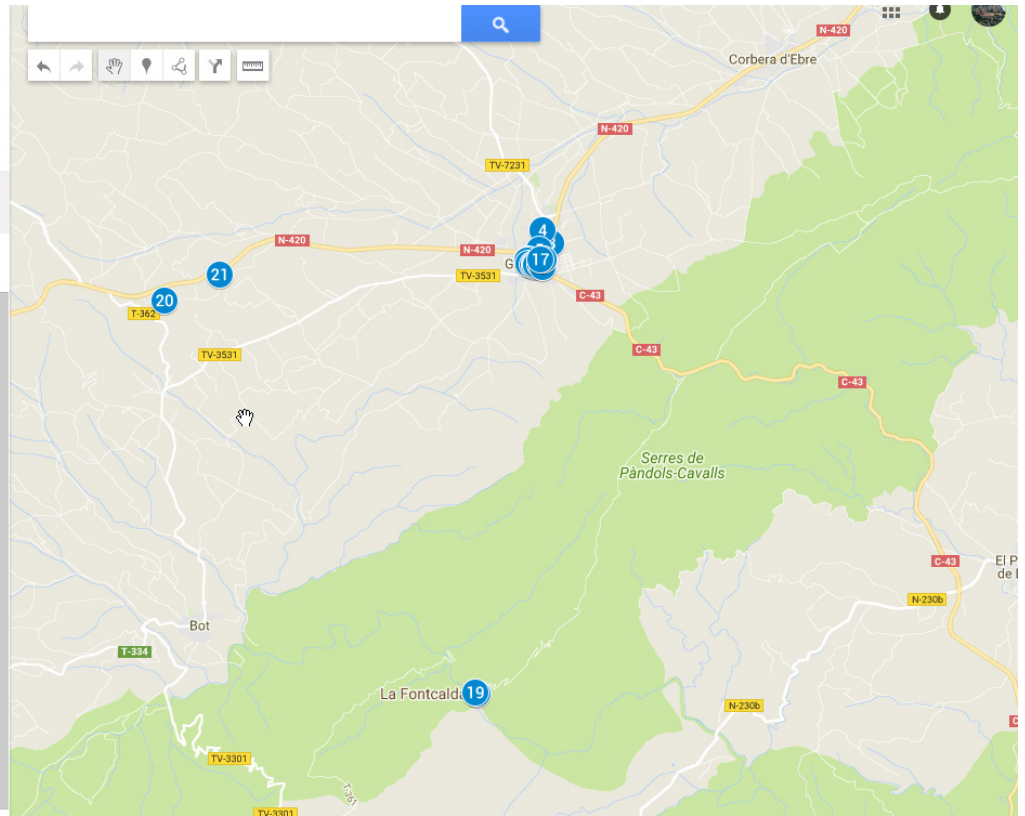 N-420
Corbera d'Ebre
N-420
TV-7231
4
N-420
N-420
17
G
TV-3531
21
20
T-362
C-43
TV-3531
C-43
C-43
Serres de
Pàndols-Cavalls
C-43
El P
de
N-230b
Bot
T-334
La Fontcalda
19
N-230b
C
TV-3301
T-361
TV-3301